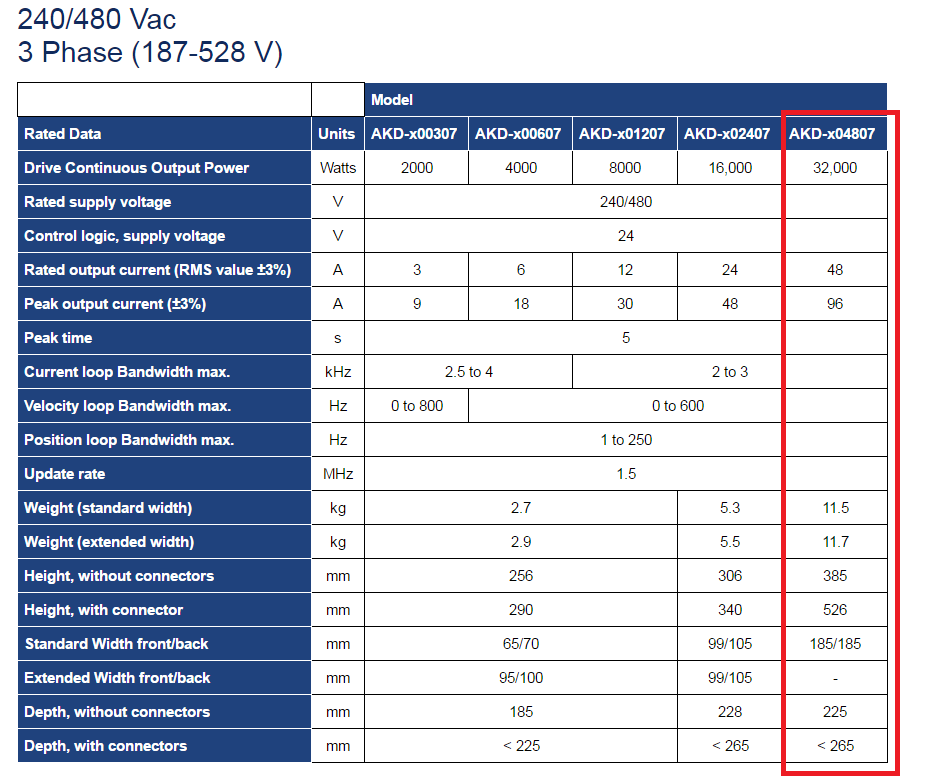 240/480 Vac
3 Phase (187-528 V)
Model
Rated Data Units AKD-x00307 AKD-x00607 AKD-x01207 AKD-x02407 AKD-x04807
Drive Continuous Output Power Watts 2000 4000 8000 16,000 32,000
Rated supply voltage V 240/480
Control logic, supply voltage V 24
Rated output current (RMS value ±3%) A 3 6 12 24 48
Peak output current (±3%) A 9 18 30 48 96
Peak time s 5
Current loop Bandwidth max. kHz 2.5 to 4 2 to 3
Velocity loop Bandwidth max. Hz 0 to 800 0 to 600
Position loop Bandwidth max. Hz 1 to 250
Update rate MHz 1.5
Weight (standard width) kg 2.7 5.3 11.5
Weight (extended width) kg 2.9 5.5 11.7
Height, without connectors mm 256 306 385
Height, with connector mm 290 340 526
Standard Width front/back mm 65/70 99/105 185/185
Extended Width front/back mm 95/100 99/105 -
Depth, without connectors mm 185 228 225
Depth, with connectors mm < 225 < 265 < 265